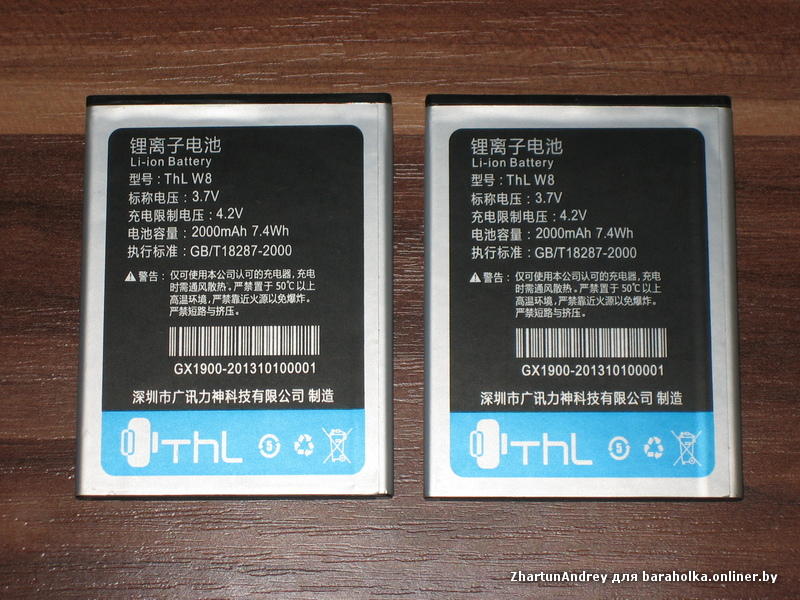 锂离子电池
Li-ion Battery
型号：ThL W8
标称电压：3.7V
充电限制电压：4.2V
电池容量：2000mAh 7.4Wh
执行标准：GB/T18287-2000
警告：仅可使用本公司认可的充电器，充电
时需通风散热。严禁置于50℃以上
高温环境，严禁靠近火源以免爆炸。
严禁短路与挤压。
GX1900-201310100001
深圳市广讯力神科技有限公司 制造
ThL
5
锂离子电池
Li-ion Battery
型号：ThL W8
标称电压：3.7V
充电限制电压：4.2V
电池容量：2000mAh 7.4Wh
执行标准：GB/T18287-2000
警告：仅可使用本公司认可的充电器，充电
时需通风散热。严禁置于50℃以上
高温环境，严禁靠近火源以免爆炸。
严禁短路与挤压。
GX1900-201310100001
深圳市广讯力神科技有限公司 制造
ThL
5
ZhartunAndrey для baraholka.onliner.by